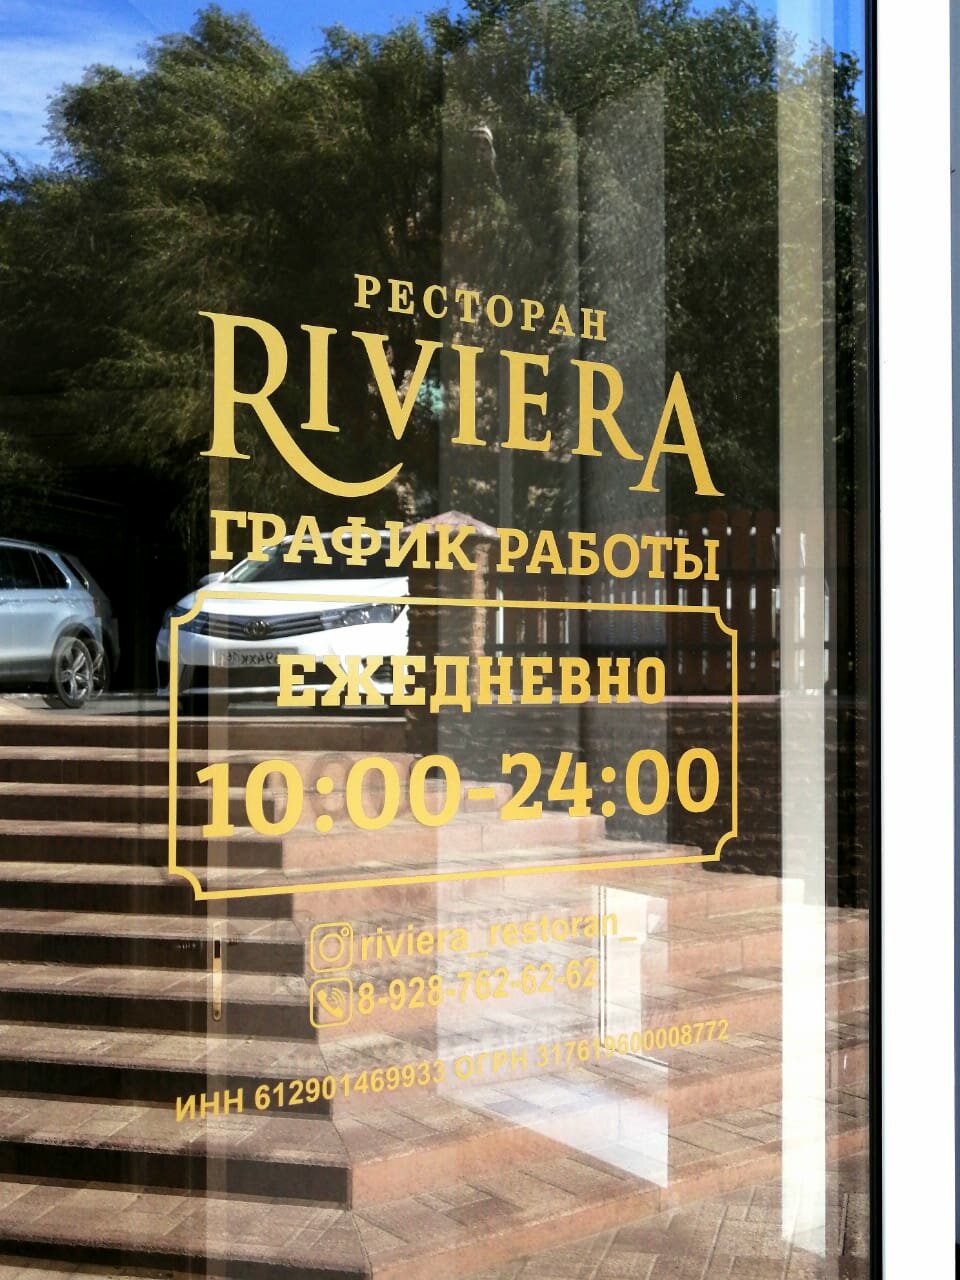 РЕСТОРАН
RIVIERA
ГРАФИК РАБОТЫ
ЕЖЕДНЕВНО
10:00-24:00
riviera_restoran_
8-928-762-62-62
ИНН 612901469933 ОГРН 317619600008772